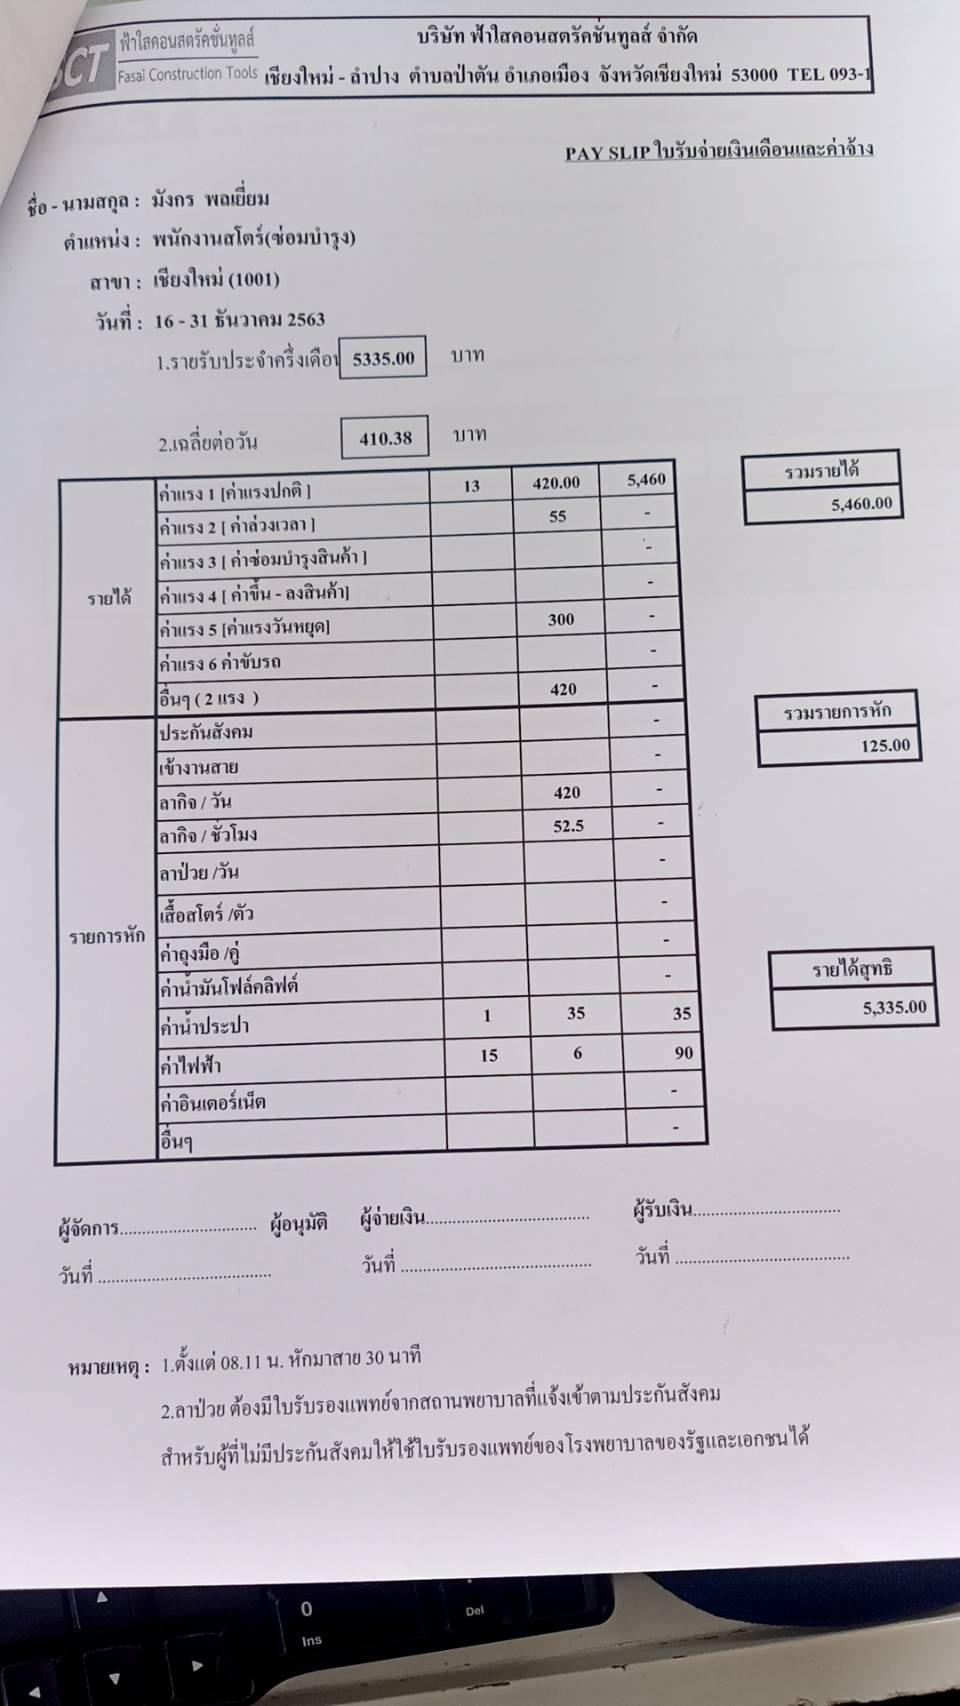 CT ฟ้าใสคอนสตรัคชั่นทูลส์
Fasai Construction Tools
บริษัท ฟ้าใสคอนสตรัคชั่นทูลส์ จำกัด
เชียงใหม่ - ลำปาง ตำบลป่าตัน อำเภอเมือง จังหวัดเชียงใหม่ 53000 TEL 093-1
PAY SLIP ใบรับจ่ายเงินเดือนและค่าจ้าง
ชื่อ - นามสกุล : มังกร พลเยี่ยม
ตำแหน่ง : พนักงานสโตร์(ซ่อมบำรุง)
สาขา : เชียงใหม่ (1001)
วันที่ : 16 - 31 ธันวาคม 2563
1.รายรับประจำครึ่งเดือน 5335.00 บาท
2.เฉลี่ยต่อวัน 410.38 บาท
รายได้
ค่าแรง 1 [ค่าแรงปกติ ] 13 420.00 5,460
ค่าแรง 2 [ ค่าล่วงเวลา ] 55 -
ค่าแรง 3 [ ค่าซ่อมบำรุงสินค้า ] -
ค่าแรง 4 [ ค่าขึ้น - ลงสินค้า] -
ค่าแรง 5 [ค่าแรงวันหยุด] 300 -
ค่าแรง 6 ค่าขับรถ -
อื่นๆ ( 2 แรง ) 420 -
รายการหัก
ประกันสังคม -
เข้างานสาย -
ลากิจ / วัน 420 -
ลากิจ / ชั่วโมง 52.5 -
ลาป่วย /วัน -
เสื้อสโตร์ /ตัว -
ค่าถุงมือ /คู่ -
ค่าน้ำมันโฟล์คลิฟต์ -
ค่าน้ำประปา 1 35 35
ค่าไฟฟ้า 15 6 90
ค่าอินเตอร์เน็ต -
อื่นๆ -
รวมรายได้
5,460.00
รวมรายการหัก
125.00
รายได้สุทธิ
5,335.00
ผู้จัดการ............................ ผู้อนุมัติ ผู้จ่ายเงิน.................................. ผู้รับเงิน..............................
วันที่ .................................... วันที่ ........................................ วันที่ ....................................
หมายเหตุ : 1.ตั้งแต่ 08.11 น. หักมาสาย 30 นาที
2.ลาป่วย ต้องมีใบรับรองแพทย์จากสถานพยาบาลที่แจ้งเข้าตามประกันสังคม
สำหรับผู้ที่ไม่มีประกันสังคมให้ใช้ใบรับรองแพทย์ของโรงพยาบาลของรัฐและเอกชนได้
0
Ins
Del